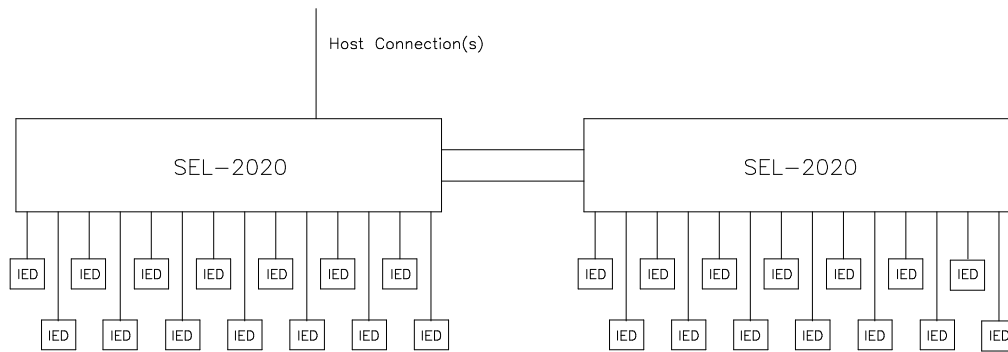 Host Connection(s)
SEL-2020 SEL-2020
IED IED IED IED IED IED IED IED IED IED IED IED IED IED
IED IED IED IED IED IED IED IED IED IED IED IED IED IED